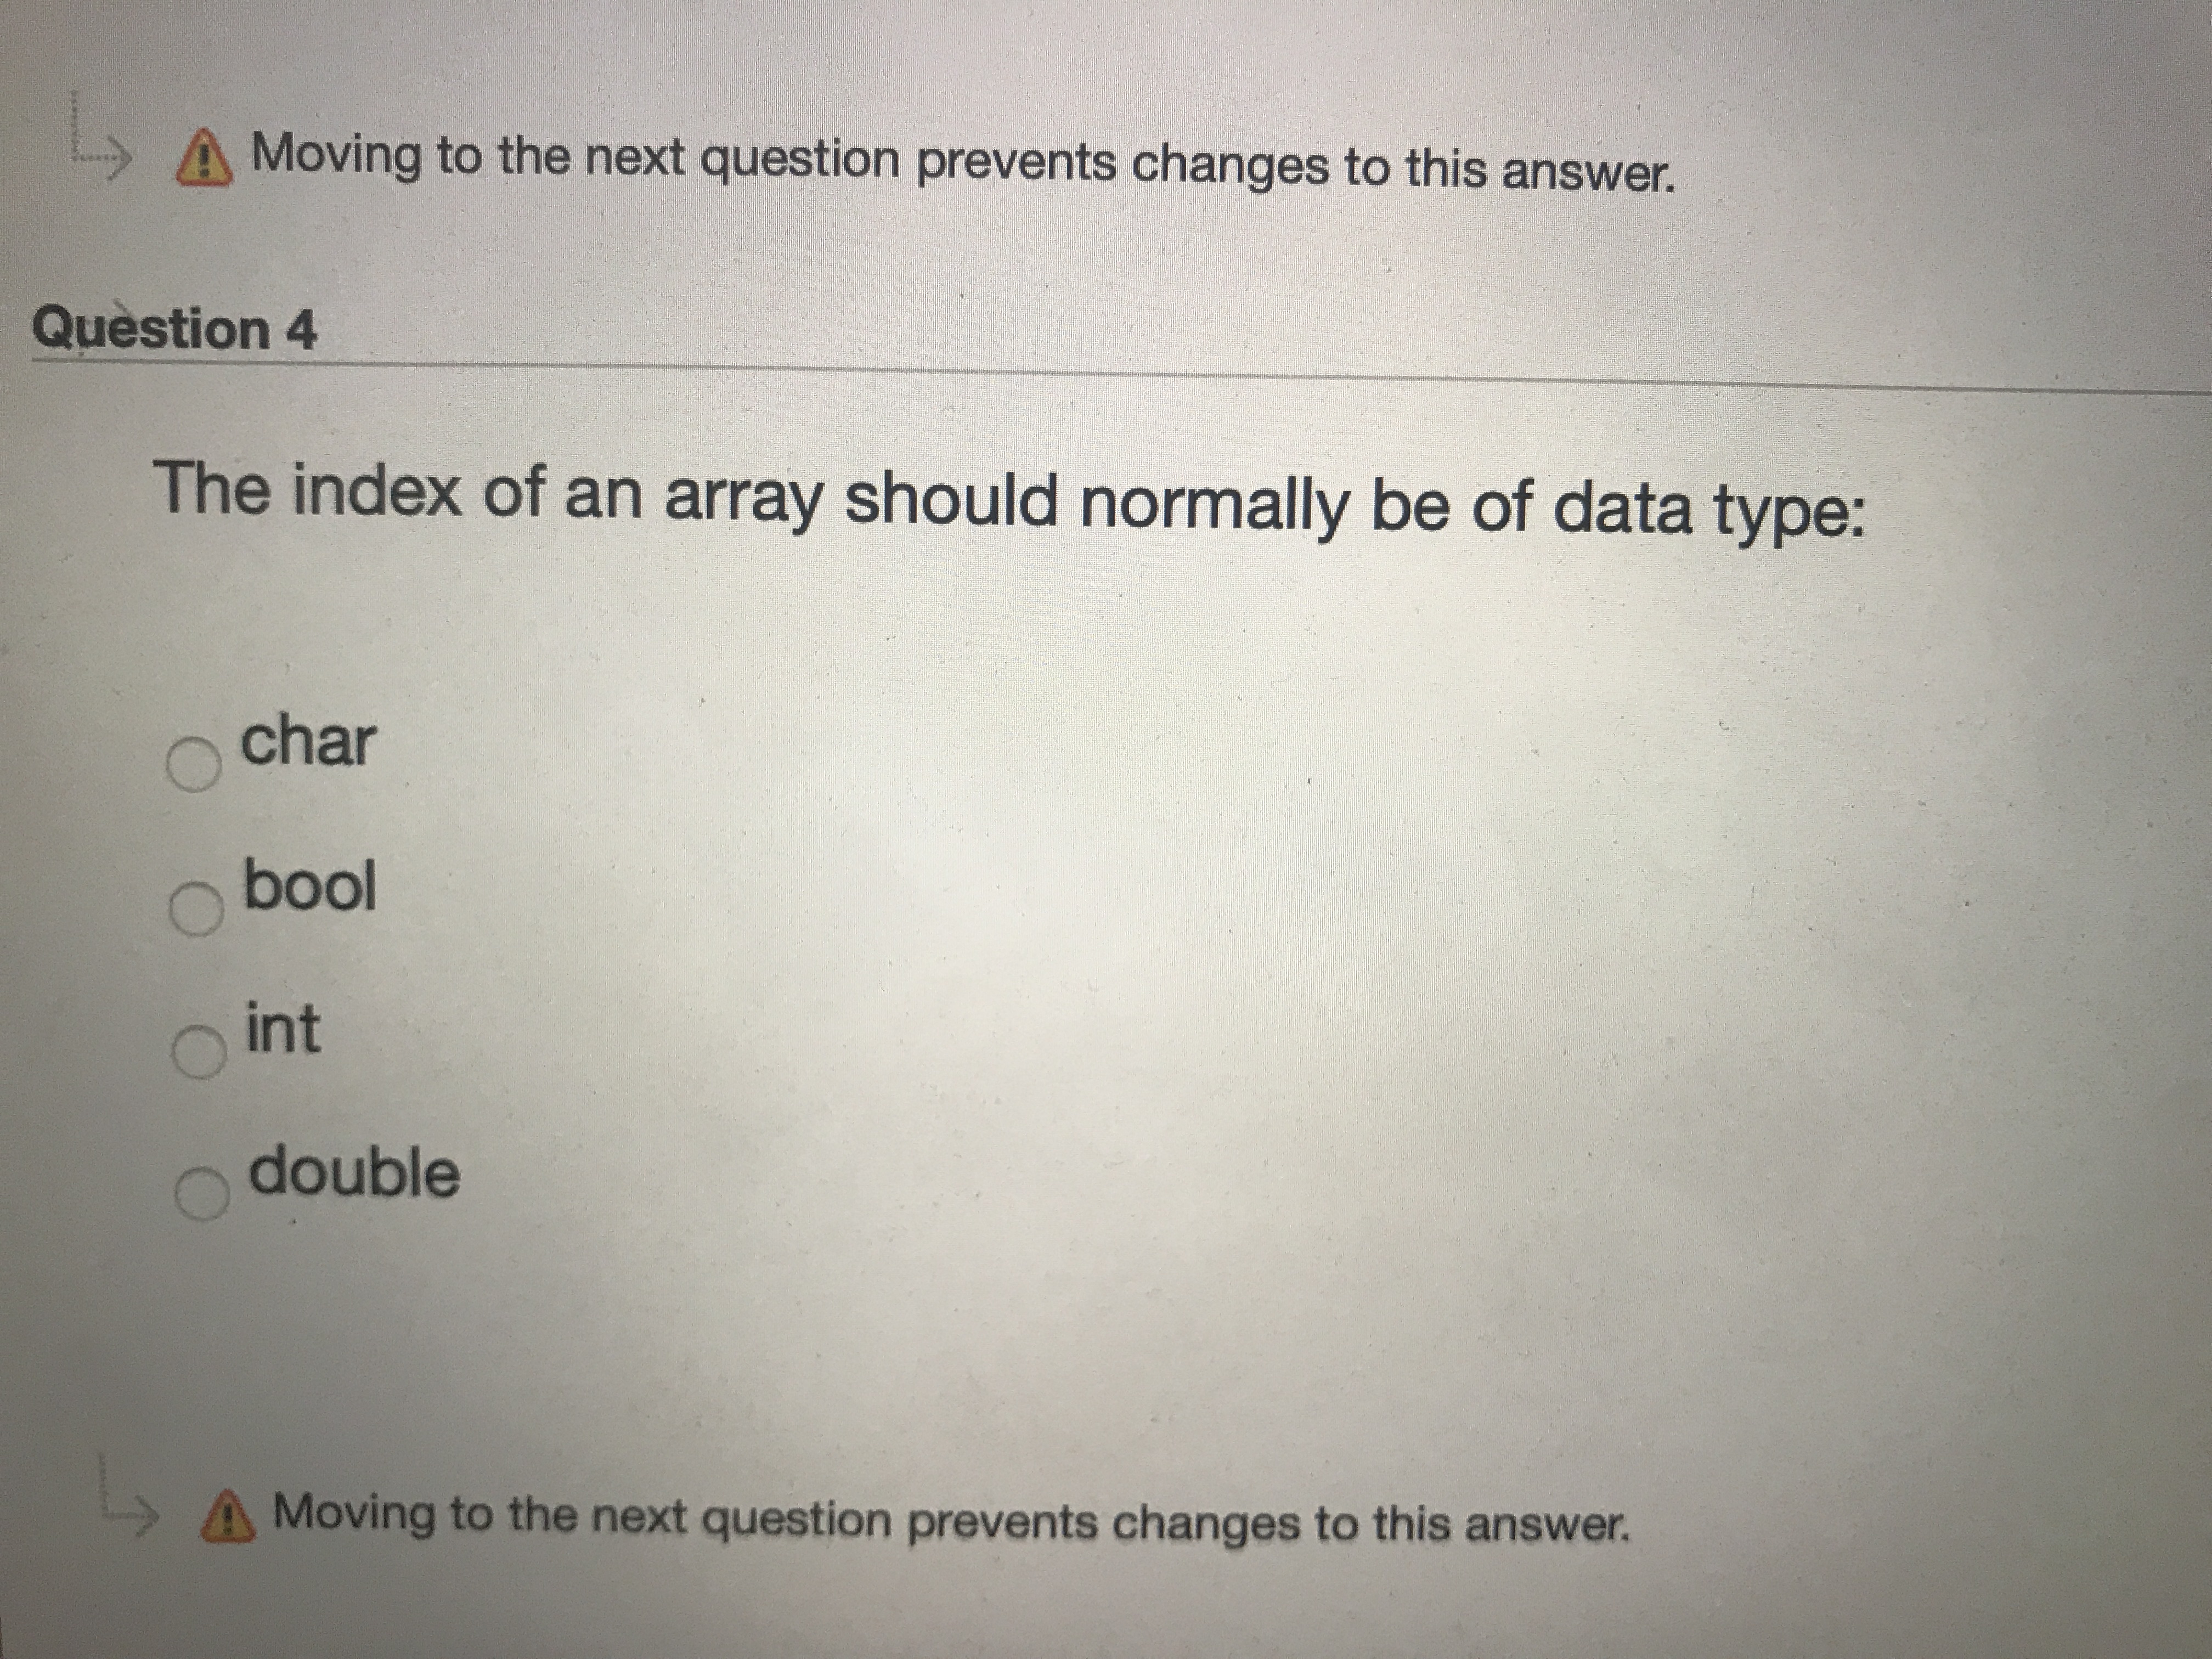 Moving to the next question prevents changes to this answer.
Question 4
The index of an array should normally be of data type:
char
bool
int
double
Moving to the next question prevents changes to this answer.